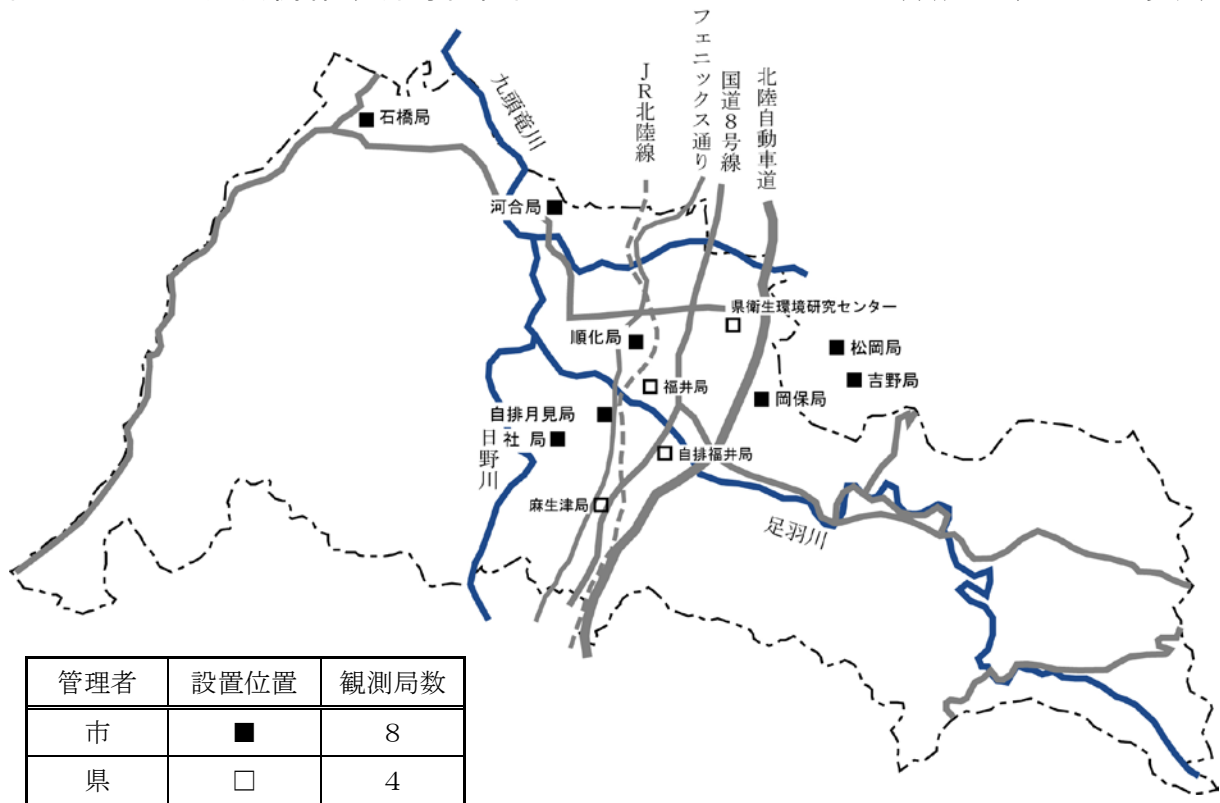 フェニックス通り
JR北陸線
国道8号線
北陸自動車道
九頭竜川
石橋局
河合局
県衛生環境研究センター
順化局
松岡局
福井局
吉野局
岡保局
自排月見局
社 局
日野川
自排福井局
麻生津局
足羽川
管理者 設置位置 観測局数
市 ■ 8
県 □ 4